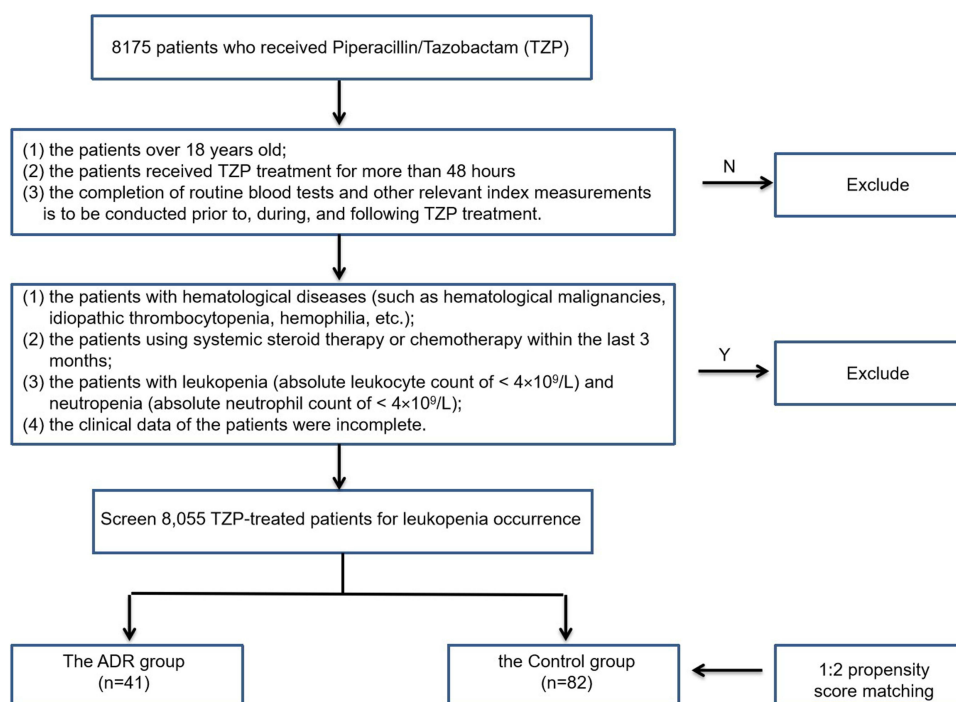 8175 patients who received Piperacillin/Tazobactam (TZP)
(1) the patients over 18 years old;
(2) the patients received TZP treatment for more than 48 hours
(3) the completion of routine blood tests and other relevant index measurements
is to be conducted prior to, during, and following TZP treatment.
N
Exclude
(1) the patients with hematological diseases (such as hematological malignancies,
idiopathic thrombocytopenia, hemophilia, etc.);
(2) the patients using systemic steroid therapy or chemotherapy within the last 3
months;
(3) the patients with leukopenia (absolute leukocyte count of < 4×10⁹/L) and
neutropenia (absolute neutrophil count of < 4×10⁹/L);
(4) the clinical data of the patients were incomplete.
Y
Exclude
Screen 8,055 TZP-treated patients for leukopenia occurrence
The ADR group
(n=41)
the Control group
(n=82)
1:2 propensity
score matching